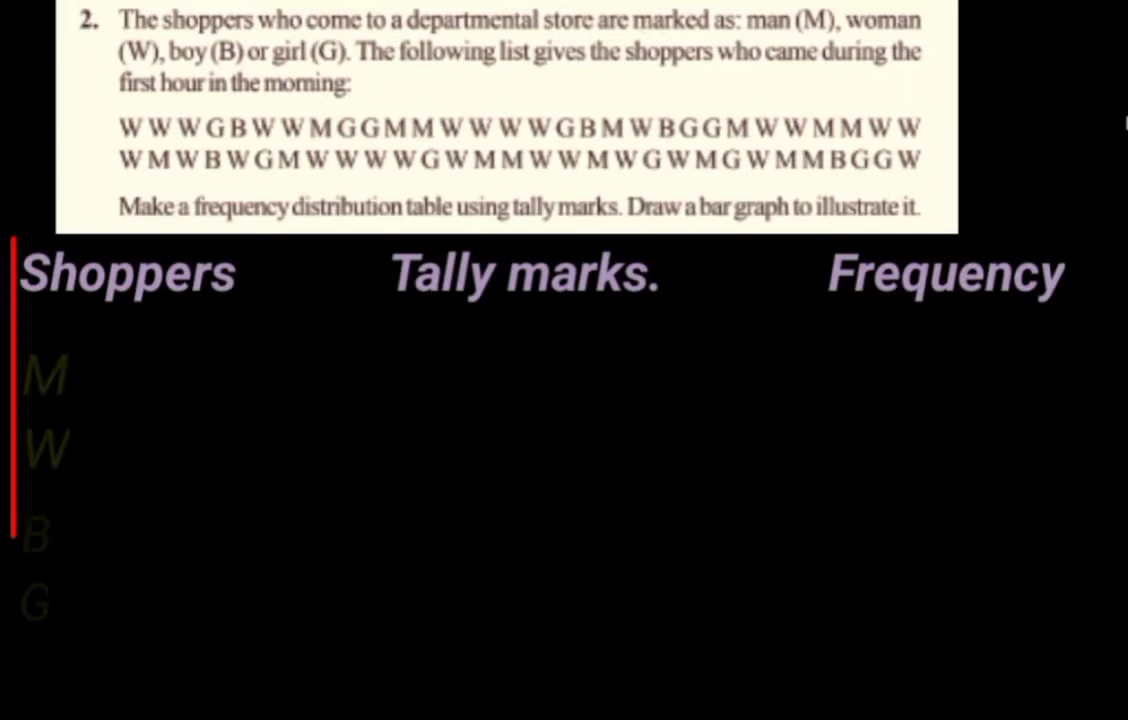 2. The shoppers who come to a departmental store are marked as: man (M), woman
(W), boy (B) or girl (G). The following list gives the shoppers who came during the
first hour in the morning:
W W W G B W W M G G M M W W W W G B M W B G G M W W M M W W
W M W B W G M W W W W G W M M W W M W G W M G W M M B G G W
Make a frequency distribution table using tally marks. Draw a bar graph to illustrate it.
Shoppers Tally marks. Frequency
M
W
B
G